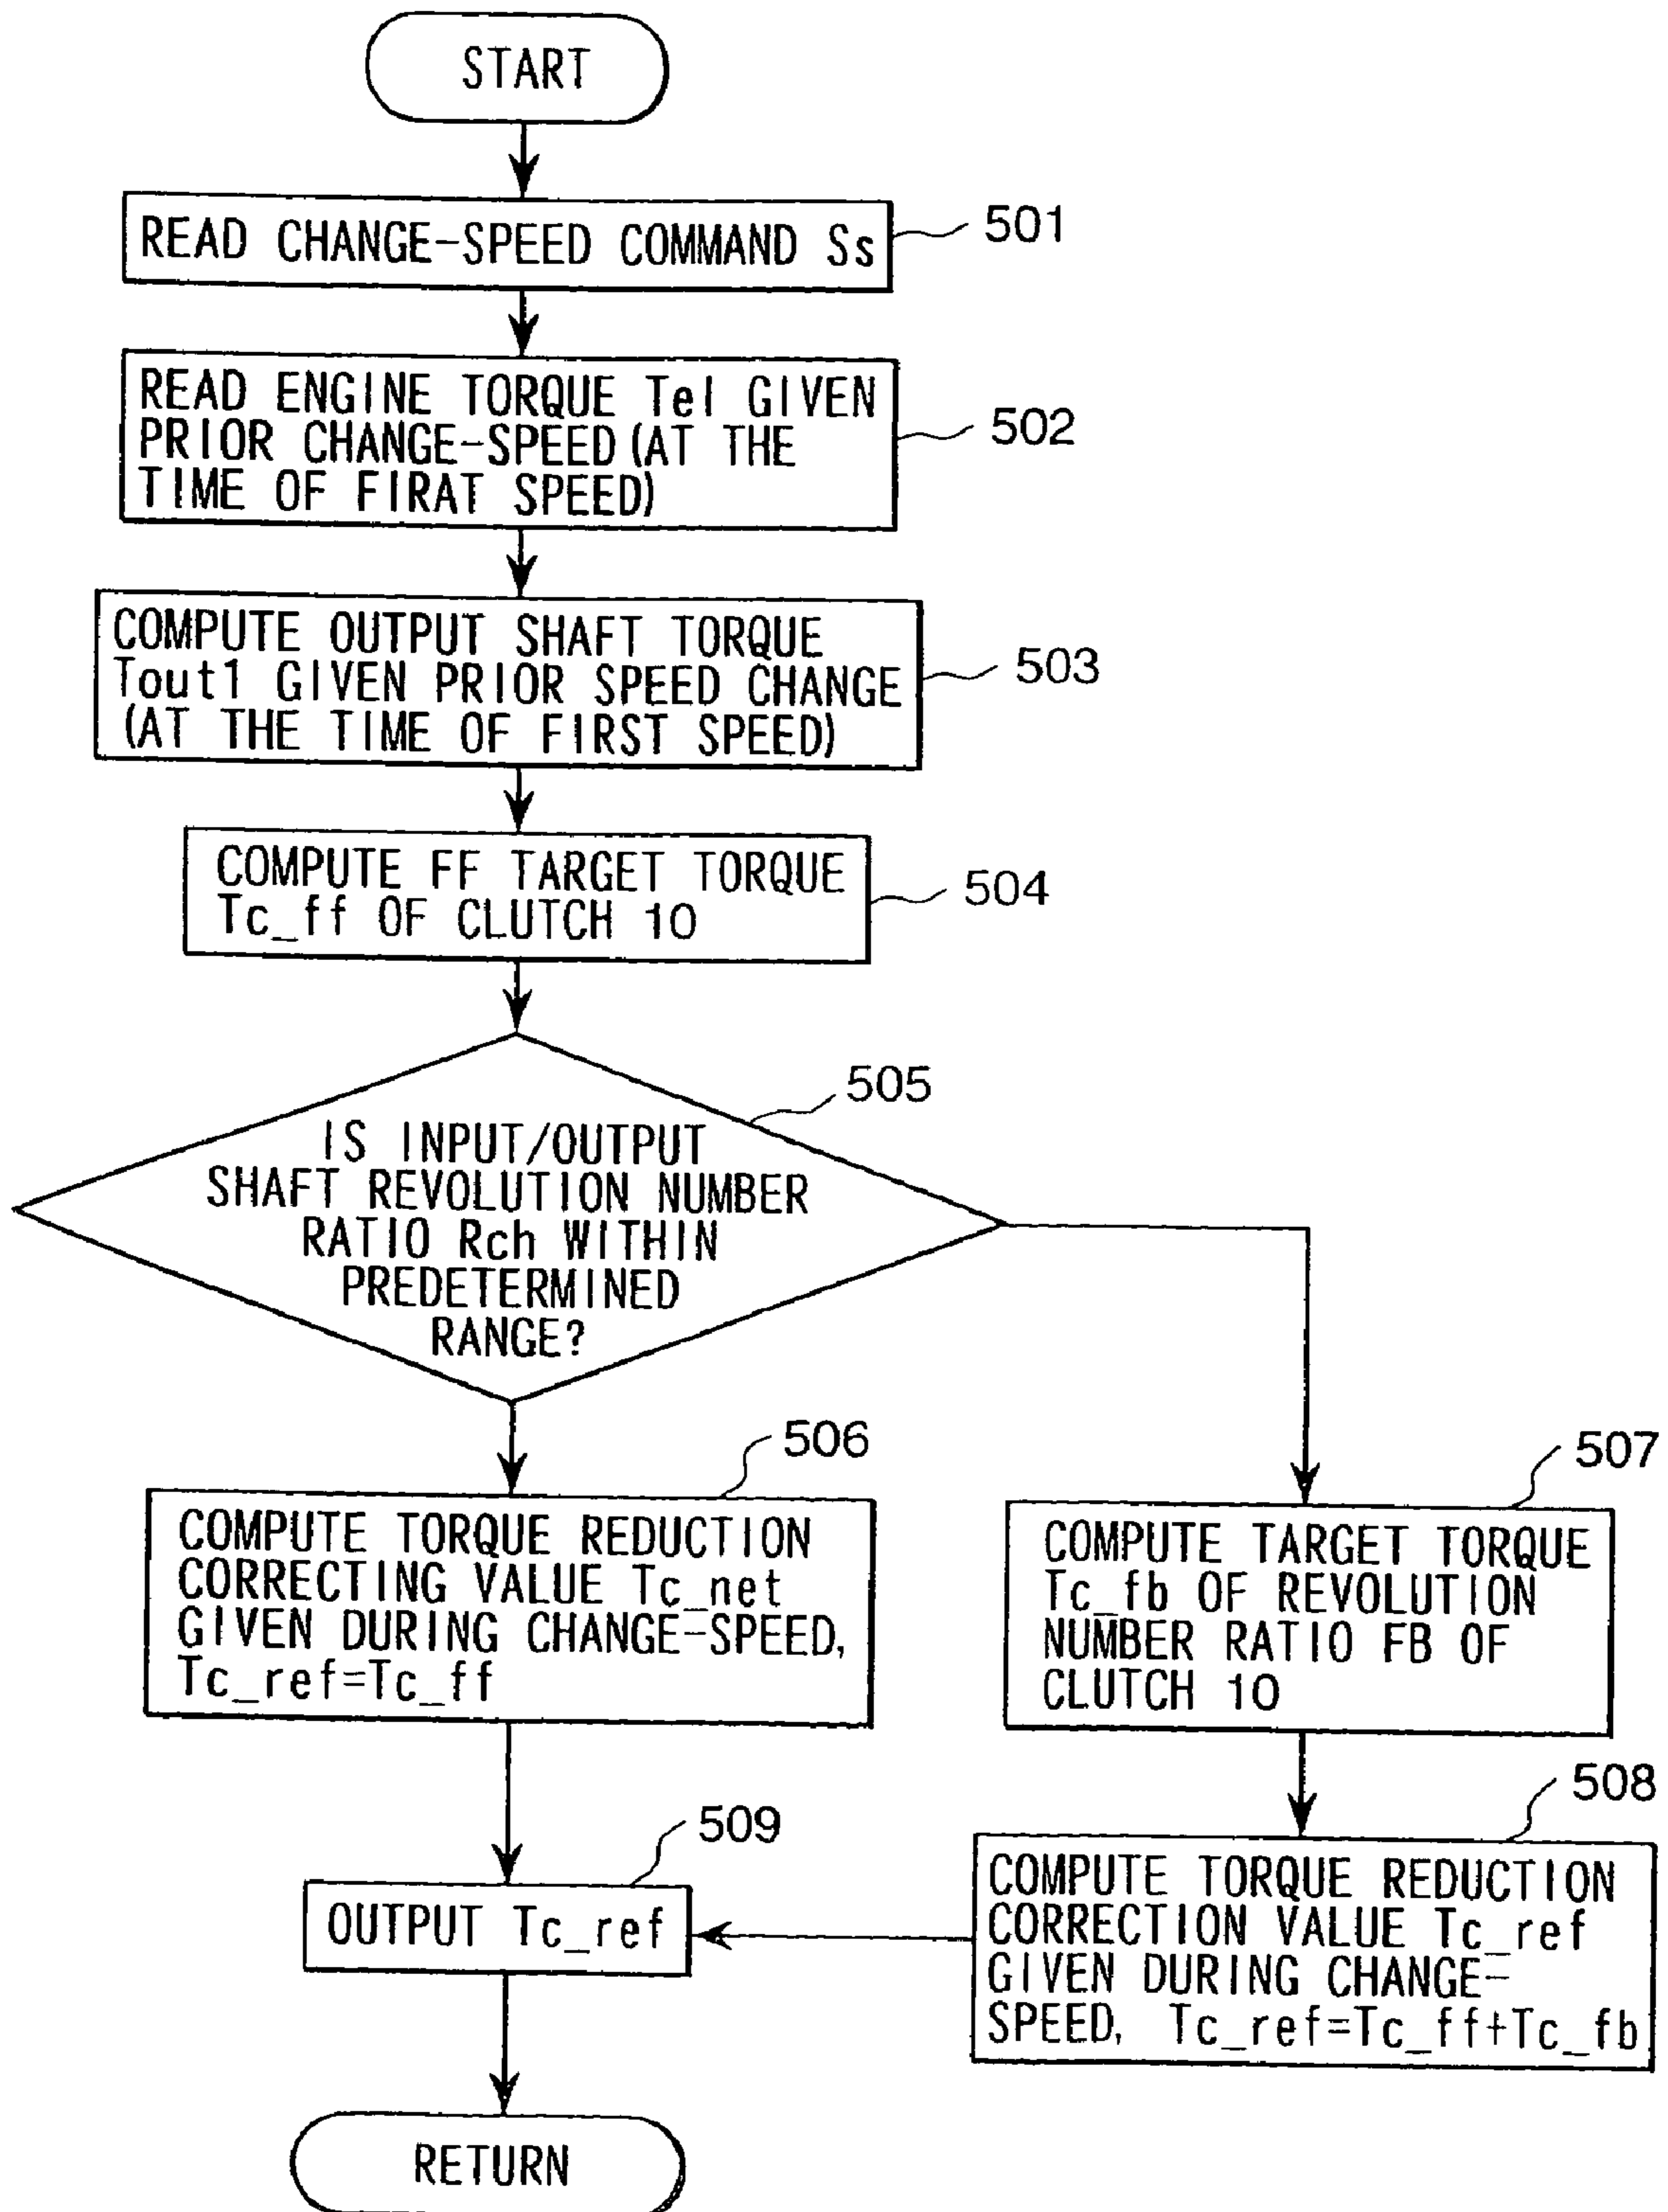 START
READ CHANGE-SPEED COMMAND Ss
501
READ ENGINE TORQUE Te1 GIVEN
PRIOR CHANGE-SPEED (AT THE
TIME OF FIRAT SPEED)
502
COMPUTE OUTPUT SHAFT TORQUE
Tout1 GIVEN PRIOR SPEED CHANGE
(AT THE TIME OF FIRST SPEED)
503
COMPUTE FF TARGET TORQUE
Tc_ff OF CLUTCH 10
504
505
IS INPUT/OUTPUT
SHAFT REVOLUTION NUMBER
RATIO Rch WITHIN
PREDETERMINED
RANGE?
506
COMPUTE TORQUE REDUCTION
CORRECTING VALUE Tc_net
GIVEN DURING CHANGE-SPEED,
Tc_ref=Tc_ff
507
COMPUTE TARGET TORQUE
Tc_fb OF REVOLUTION
NUMBER RATIO FB OF
CLUTCH 10
508
COMPUTE TORQUE REDUCTION
CORRECTION VALUE Tc_ref
GIVEN DURING CHANGE-
SPEED, Tc_ref=Tc_ff+Tc_fb
509
OUTPUT Tc_ref
RETURN